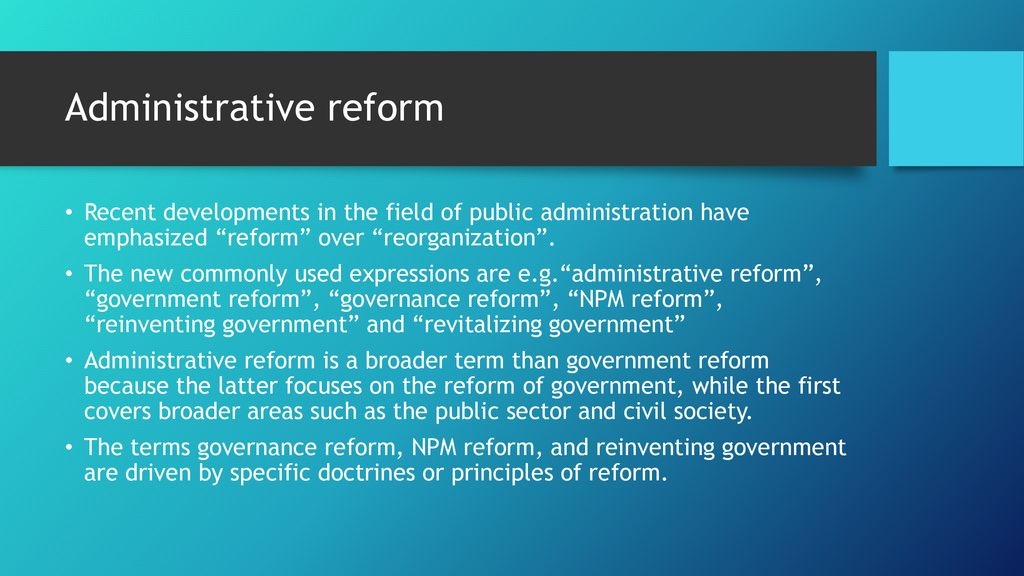 Administrative reform
• Recent developments in the field of public administration have
emphasized “reform” over “reorganization”.
• The new commonly used expressions are e.g.“administrative reform”,
“government reform”, “governance reform”, “NPM reform”,
“reinventing government” and “revitalizing government”
• Administrative reform is a broader term than government reform
because the latter focuses on the reform of government, while the first
covers broader areas such as the public sector and civil society.
• The terms governance reform, NPM reform, and reinventing government
are driven by specific doctrines or principles of reform.